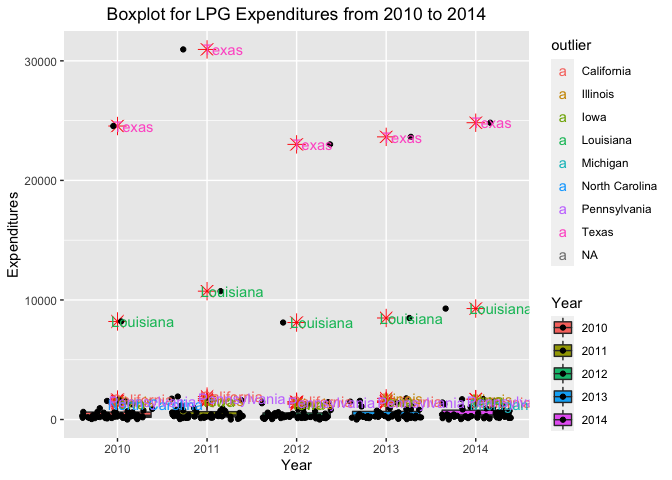 Boxplot for LPG Expenditures from 2010 to 2014
Expenditures
30000
20000
10000
0
Texas
Texas
Texas
Texas
Texas
Louisiana
Louisiana
Louisiana
Louisiana
Louisiana
California
2010
2011
2012
2013
2014
Year
outlier
a California
a Illinois
a Iowa
a Louisiana
a Michigan
a North Carolina
a Pennsylvania
a Texas
a NA
Year
2010
2011
2012
2013
2014